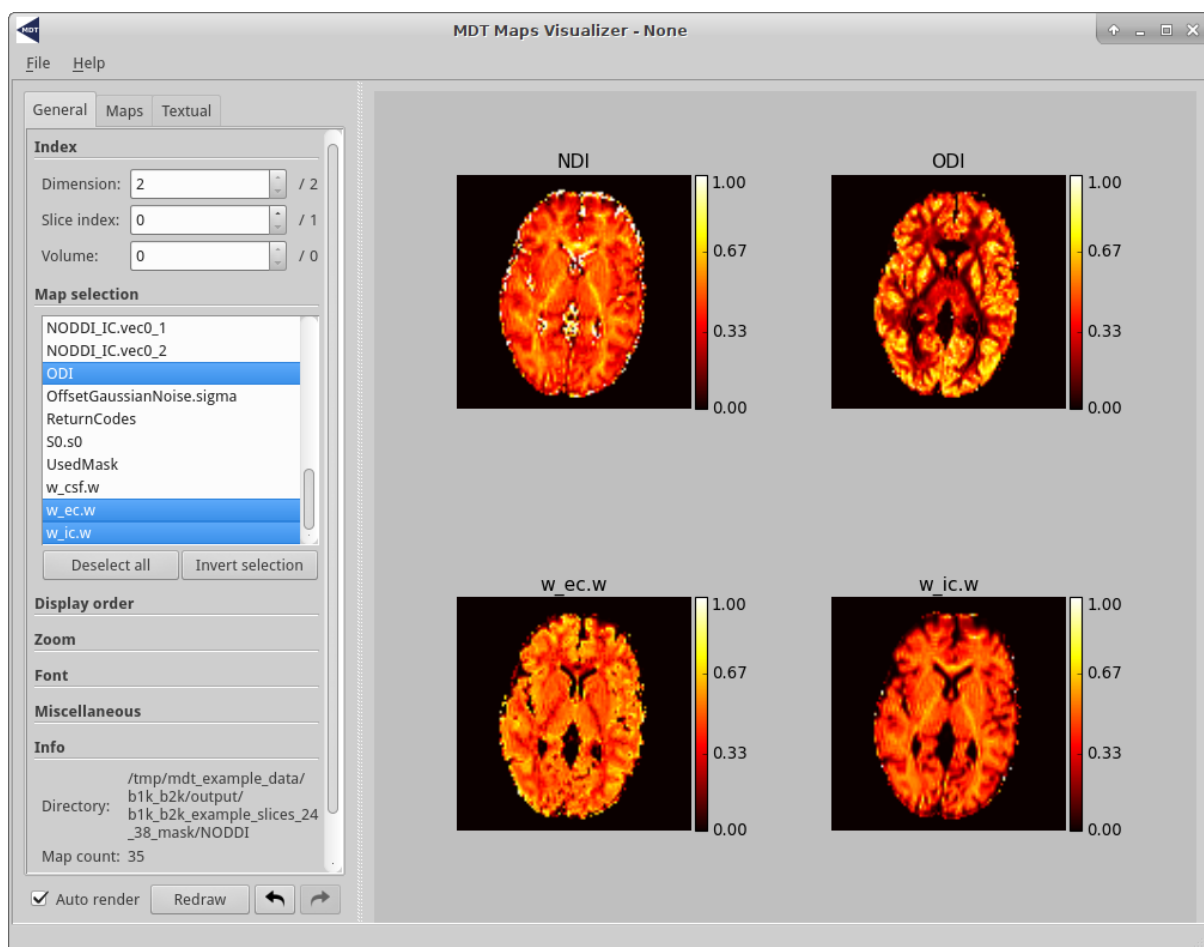 MDT
MDT Maps Visualizer - None
File Help
General Maps Textual
Index
Dimension: 2 / 2
Slice index: 0 / 1
Volume: 0 / 0
Map selection
NODDI_IC.vec0_1
NODDI_IC.vec0_2
ODI
OffsetGaussianNoise.sigma
ReturnCodes
S0.s0
UsedMask
w_csf.w
w_ec.w
w_ic.w
Deselect all Invert selection
Display order
Zoom
Font
Miscellaneous
Info
Directory:
/tmp/mdt_example_data/
b1k_b2k/output/
b1k_b2k_example_slices_24
_38_mask/NODDI
Map count: 35
Auto render Redraw
NDI
1.00
0.67
0.33
0.00
ODI
1.00
0.67
0.33
0.00
w_ec.w
1.00
0.67
0.33
0.00
w_ic.w
1.00
0.67
0.33
0.00